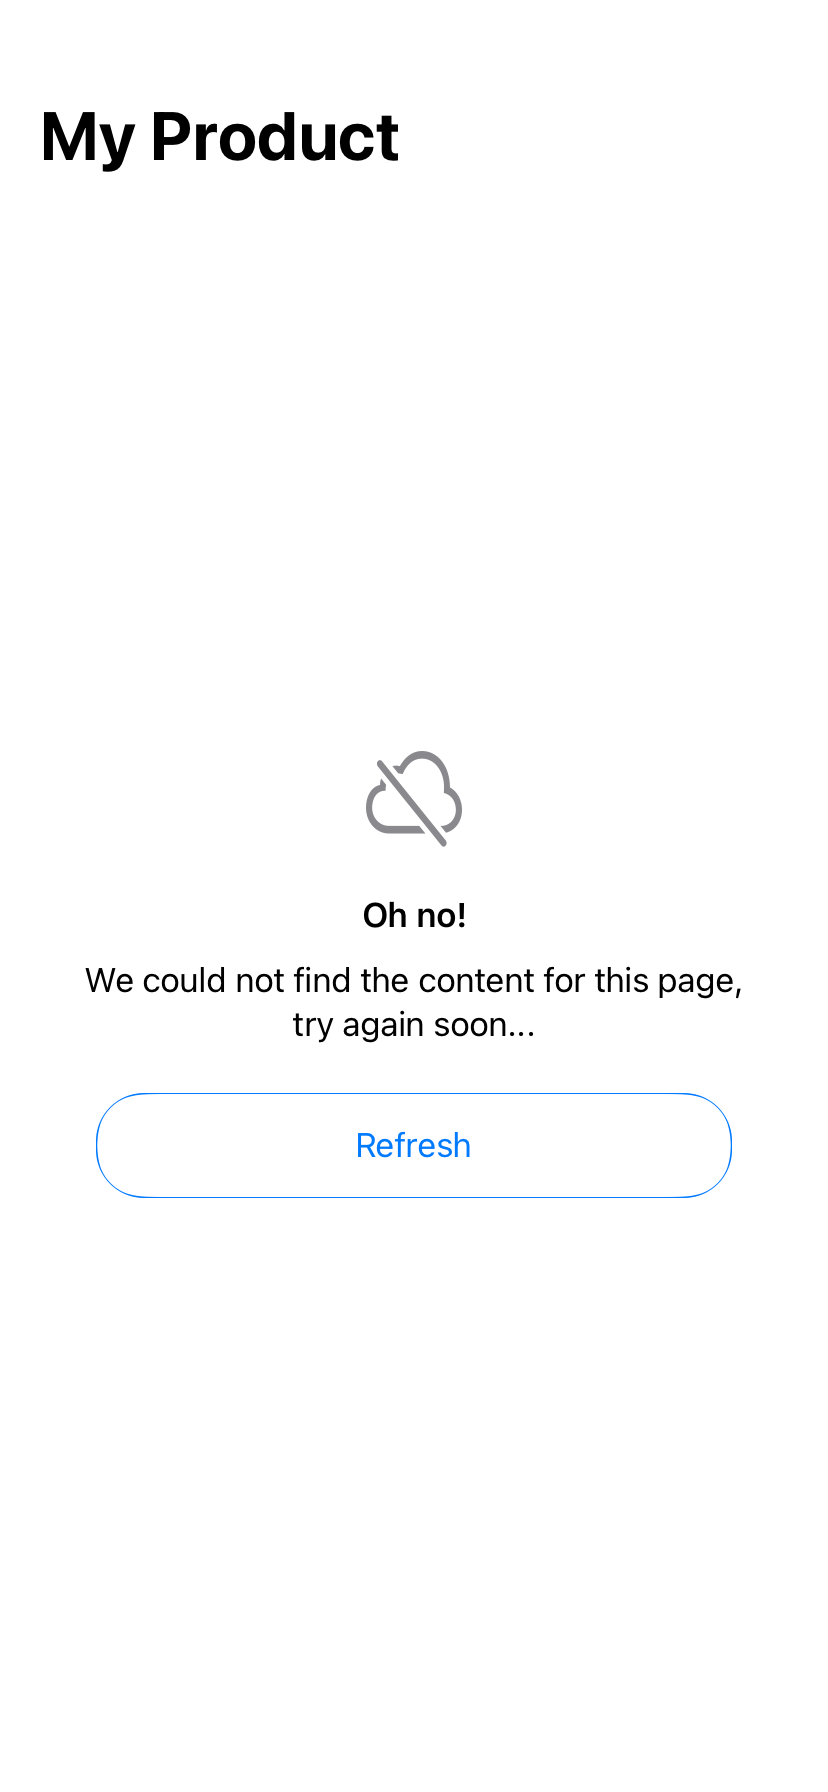 My Product
Oh no!
We could not find the content for this page,
try again soon...
Refresh